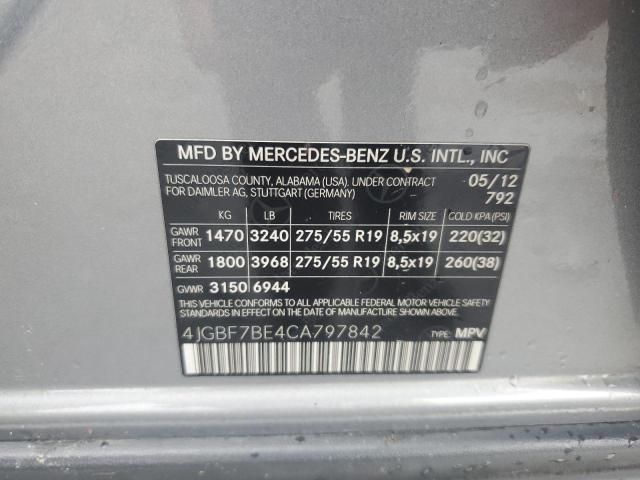 MFD BY MERCEDES-BENZ U.S. INTL., INC
TUSCALOOSA COUNTY, ALABAMA (USA). UNDER CONTRACT 05/12
FOR DAIMLER AG, STUTTGART (GERMANY) 792
KG LB TIRES RIM SIZE COLD KPA(PSI)
GAWR FRONT 1470 3240 275/55 R19 8,5x19 220(32)
GAWR REAR 1800 3968 275/55 R19 8,5x19 260(38)
GVWR 3150 6944
THIS VEHICLE CONFORMS TO ALL APPLICABLE FEDERAL MOTOR VEHICLE SAFETY
STANDARDS IN EFFECT ON THE DATE OF MANUFACTURE SHOWN ABOVE.
4JGBF7BE4CA797842 TYPE: MPV